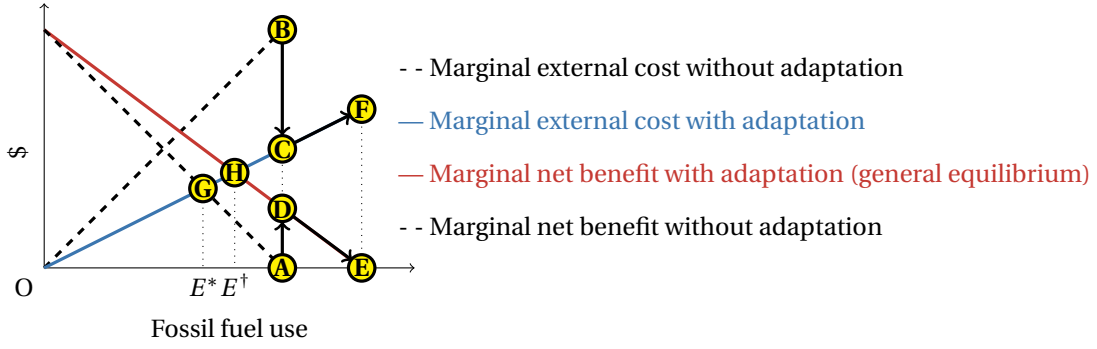 $
B
F
C
H
G
D
A
E
O
E* E†
Fossil fuel use
- - Marginal external cost without adaptation
— Marginal external cost with adaptation
— Marginal net benefit with adaptation (general equilibrium)
- - Marginal net benefit without adaptation